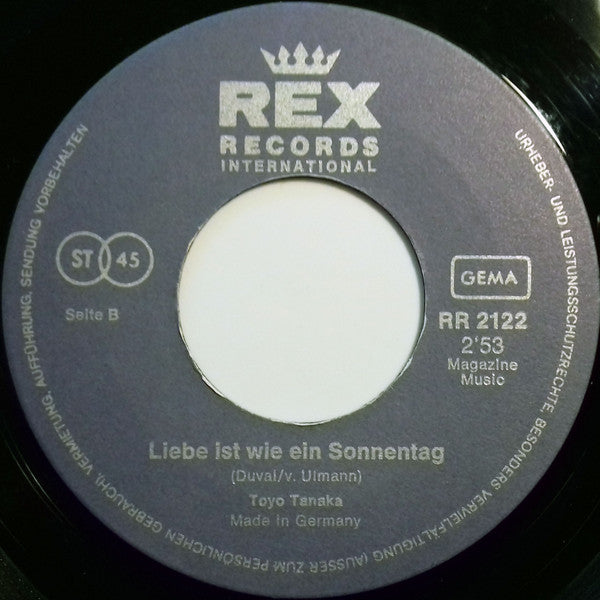 REX
RECORDS
INTERNATIONAL
ST 45
GEMA
Seite B
RR 2122
2'53
Magazine
Music
Liebe ist wie ein Sonnentag
(Duval/v. Ulmann)
Toyo Tanaka
Made in Germany
URHEBER- UND LEISTUNGSSCHUTZRECHTE, BESONDERS VERVIELFÄLTIGUNG (AUSSER ZUM PERSÖNLICHEN GEBRAUCH), VERMIETUNG, AUFFÜHRUNG, SENDUNG VORBEHALTEN